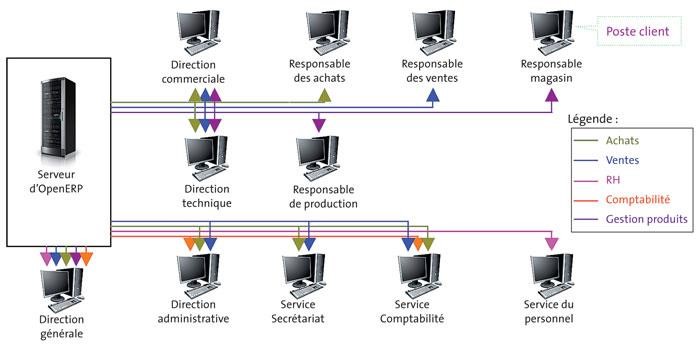 Poste client
Direction
commerciale
Responsable
des achats
Responsable
des ventes
Responsable
magasin
Serveur
d'OpenERP
Direction
technique
Responsable
de production
Légende :
Achats
Ventes
RH
Comptabilité
Gestion produits
Direction
générale
Direction
administrative
Service
Secrétariat
Service
Comptabilité
Service du
personnel